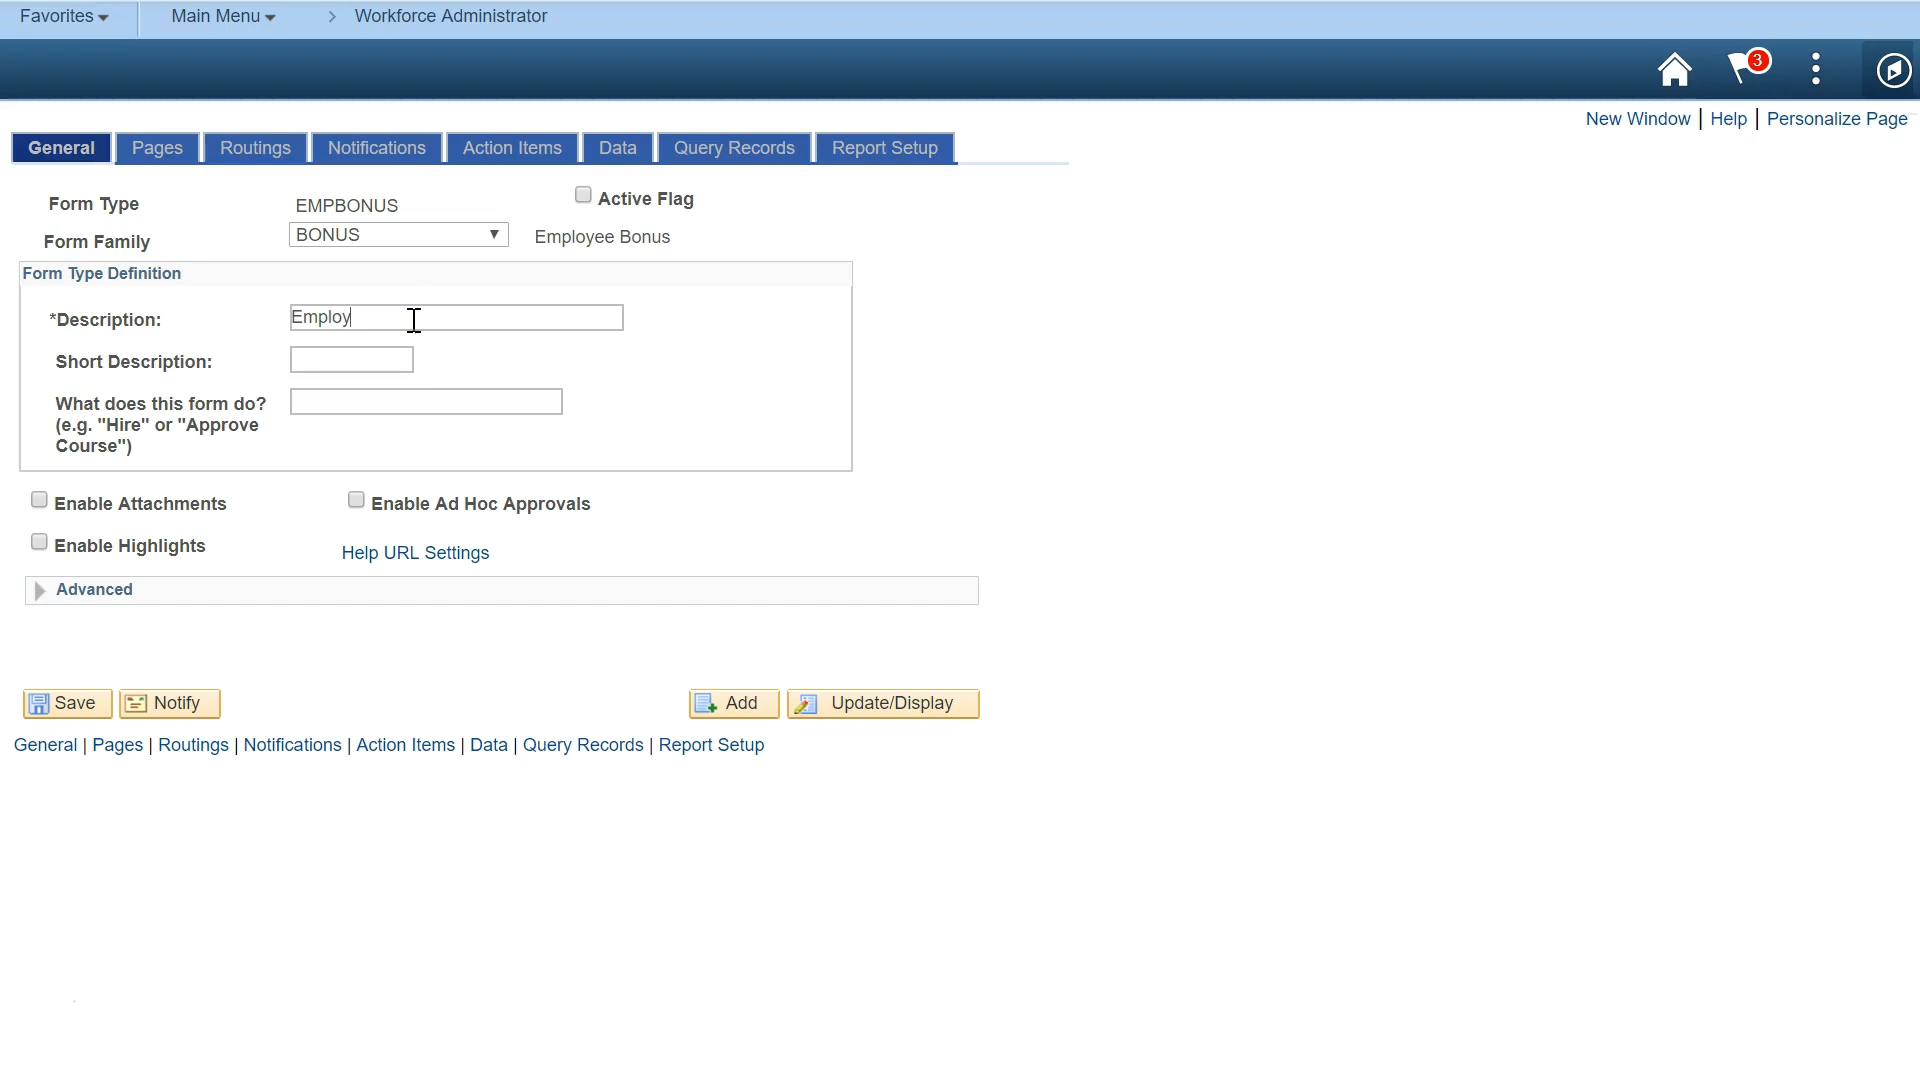 Favorites Main Menu > Workforce Administrator
3
New Window | Help | Personalize Page
General Pages Routings Notifications Action Items Data Query Records Report Setup
Form Type EMPBONUS Active Flag
Form Family BONUS Employee Bonus
Form Type Definition
*Description: Employ
Short Description:
What does this form do?
(e.g. "Hire" or "Approve
Course")
Enable Attachments Enable Ad Hoc Approvals
Enable Highlights Help URL Settings
Advanced
Save Notify Add Update/Display
General | Pages | Routings | Notifications | Action Items | Data | Query Records | Report Setup